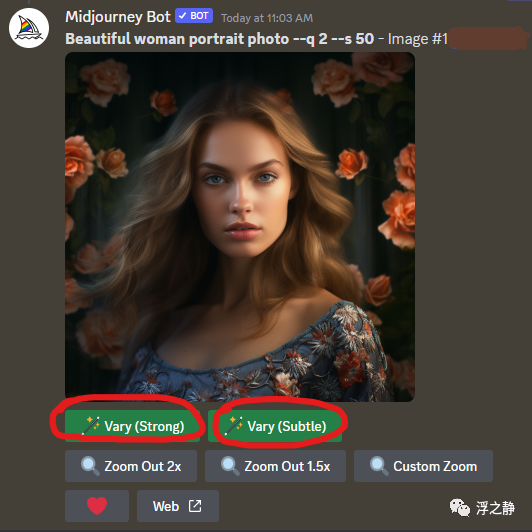 Midjourney Bot ✓ BOT Today at 11:03 AM
Beautiful woman portrait photo --q 2 --s 50 - Image #1
Vary (Strong) Vary (Subtle)
Zoom Out 2x Zoom Out 1.5x Custom Zoom
Web
浮之静